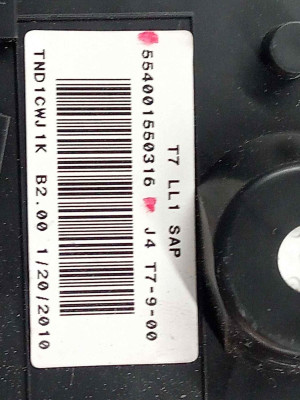 T7 LL1 SAP
554001550316 J4 T7-9-00
TND1CWJ1K B2.00 1/20/2010